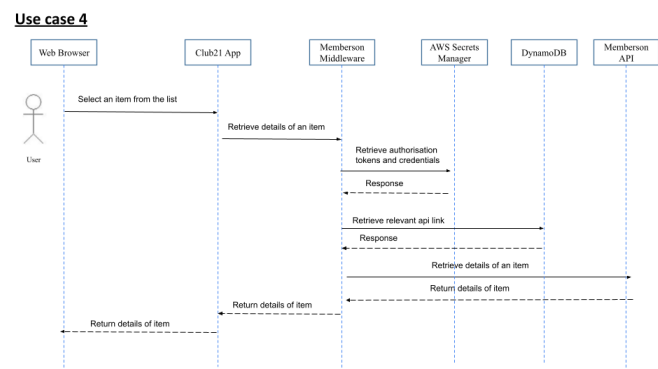 Use case 4
Web Browser
Club21 App
Memberson
Middleware
AWS Secrets
Manager
DynamoDB
Memberson
API
Select an item from the list
Retrieve details of an item
User
Retrieve authorisation
tokens and credentials
Response
Retrieve relevant api link
Response
Retrieve details of an item
Return details of item
Return details of item
Return details of item